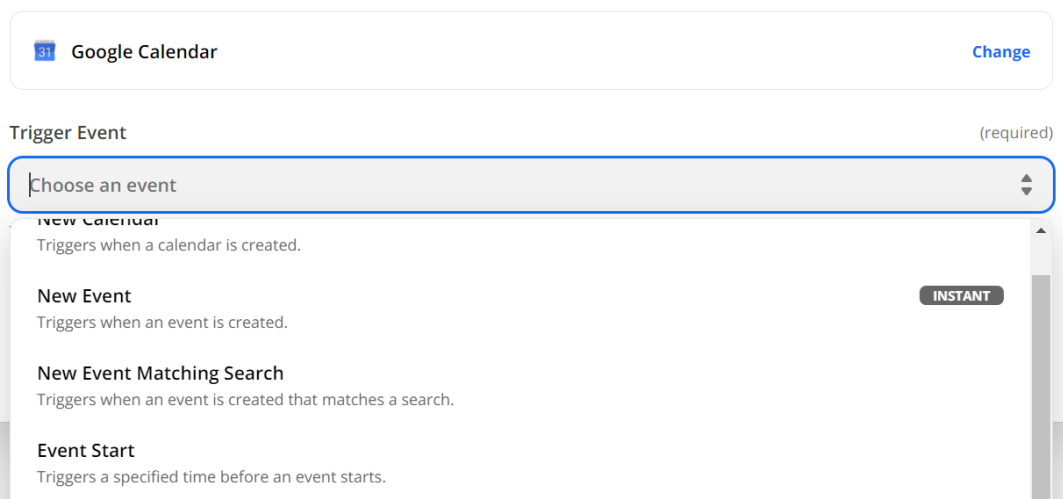 31 Google Calendar Change
Trigger Event (required)
Choose an event
New Calendar
Triggers when a calendar is created.
New Event INSTANT
Triggers when an event is created.
New Event Matching Search
Triggers when an event is created that matches a search.
Event Start
Triggers a specified time before an event starts.